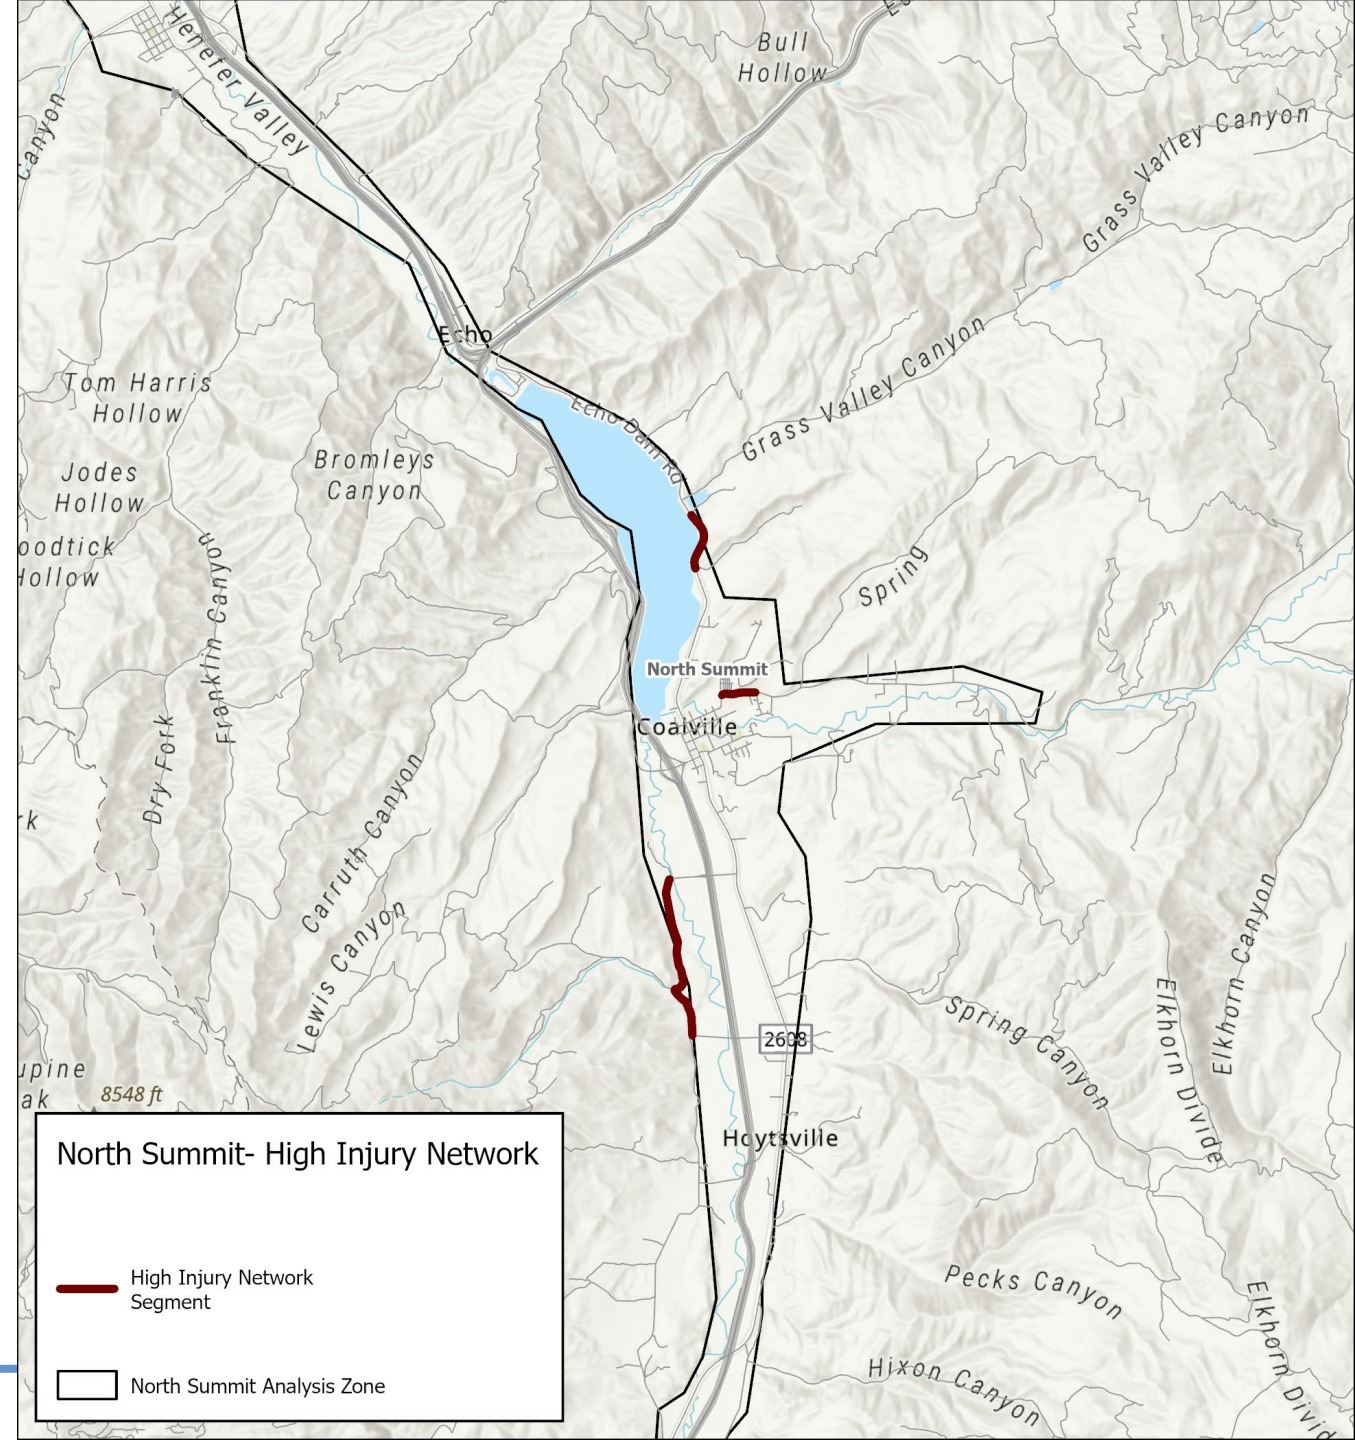 Henefer Valley
Bull
Hollow
Canyon
Grass Valley Canyon
Echo
Tom Harris
Hollow
Echo Dam Rd
Grass Valley Canyon
Bromleys
Canyon
Jodes
Hollow
oodtick
Hollow
Franklin Canyon
Spring
North Summit
Coalville
Dry Fork
Carruth Canyon
rk
Lewis Canyon
Elkhorn Canyon
Elkhorn Divide
Spring Canyon
2608
upine
ak
8548 ft
Hoytsville
Pecks Canyon
Elkhorn Divid
Hixon Canyon
North Summit- High Injury Network
High Injury Network
Segment
North Summit Analysis Zone